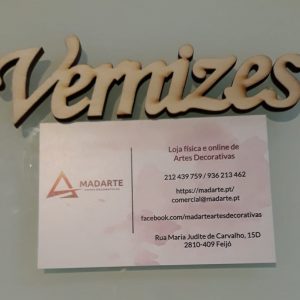 Vernizes
MADARTE
Loja física e online de
Artes Decorativas
212 439 759 / 936 213 462
https://madarte.pt/
comercial@madarte.pt
facebook.com/madarteartesdecorativas
Rua Maria Judite de Carvalho, 15D
2810-409 Feijó